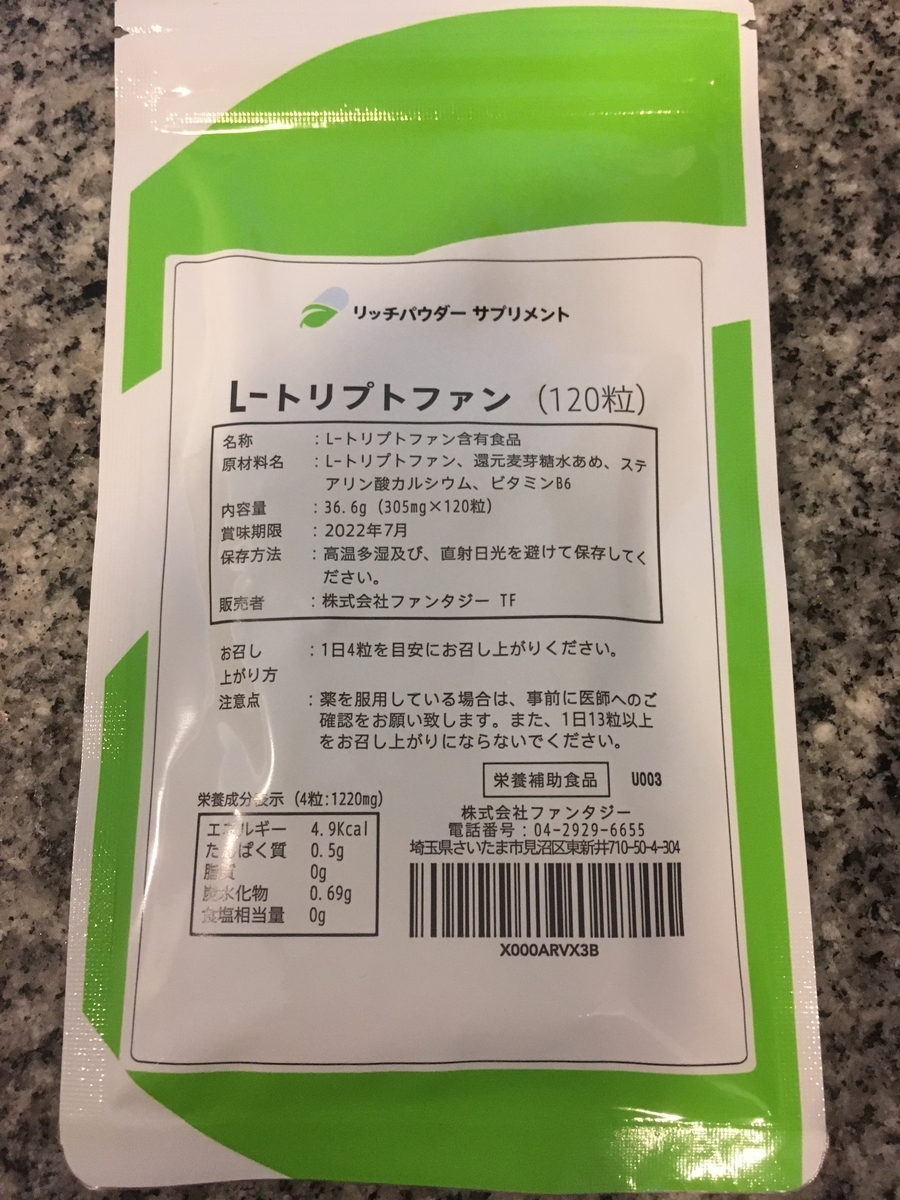 リッチパウダー サプリメント
L-トリプトファン (120粒)
名称 : L-トリプトファン含有食品
原材料名 : L-トリプトファン、還元麦芽糖水あめ、ステ
アリン酸カルシウム、ビタミンB6
内容量 : 36.6g (305mg×120粒)
賞味期限 : 2022年7月
保存方法 : 高温多湿及び、直射日光を避けて保存してく
ださい。
販売者 : 株式会社ファンタジー TF
お召し : 1日4粒を目安にお召し上がりください。
上がり方
注意点 : 薬を服用している場合は、事前に医師へのご
確認をお願い致します。また、1日13粒以上
をお召し上がりにならないでください。
栄養補助食品 U003
栄養成分表示 (4粒:1220mg)
エネルギー 4.9Kcal
たんぱく質 0.5g
脂質 0g
炭水化物 0.69g
食塩相当量 0g
株式会社ファンタジー
電話番号:04-2929-6655
埼玉県さいたま市見沼区東新井710-50-4-304
X000ARVX3B